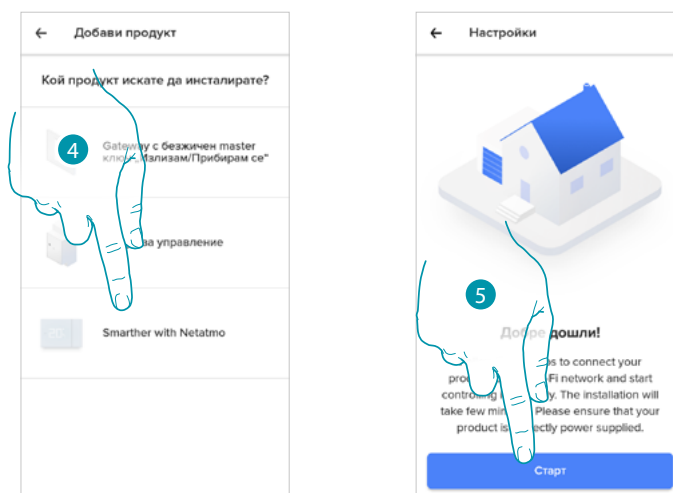 ← Добави продукт
Кой продукт искате да инсталирате?
4
Gateway с безжичен master
ключ „Излизам/Прибирам се“
за управление
Smarther with Netatmo
← Настройки
5
Добре дошли!
to connect your
Fi network and start
The installation will
take few Please ensure that your
product is power supplied.
Старт